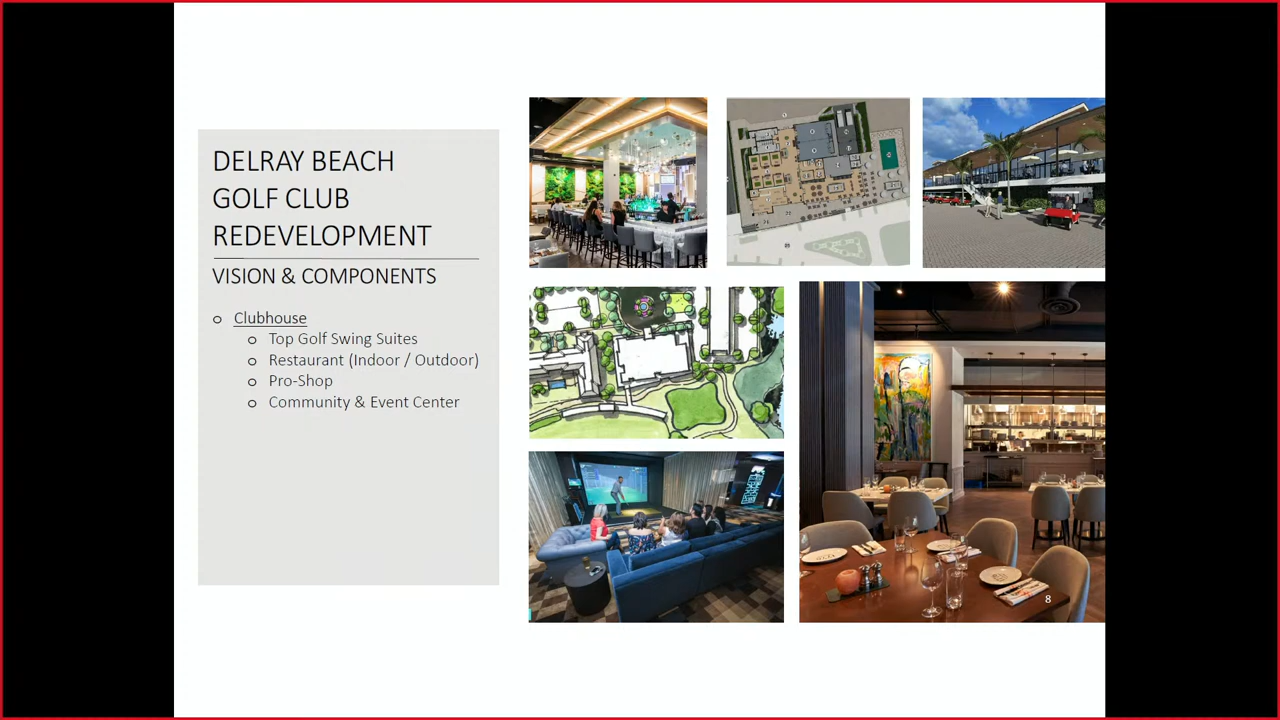 DELRAY BEACH
GOLF CLUB
REDEVELOPMENT
VISION & COMPONENTS
o Clubhouse
o Top Golf Swing Suites
o Restaurant (Indoor / Outdoor)
o Pro-Shop
o Community & Event Center
8